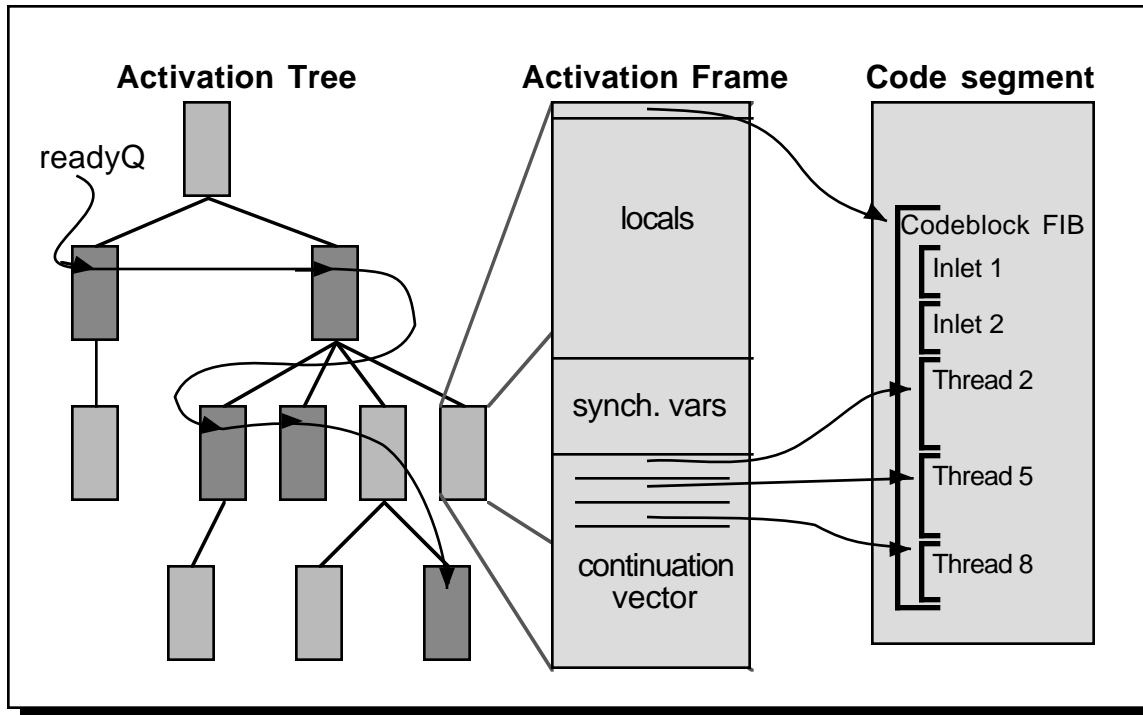 Activation Tree
Activation Frame
Code segment
readyQ
locals
synch. vars
continuation
vector
Codeblock FIB
Inlet 1
Inlet 2
Thread 2
Thread 5
Thread 8